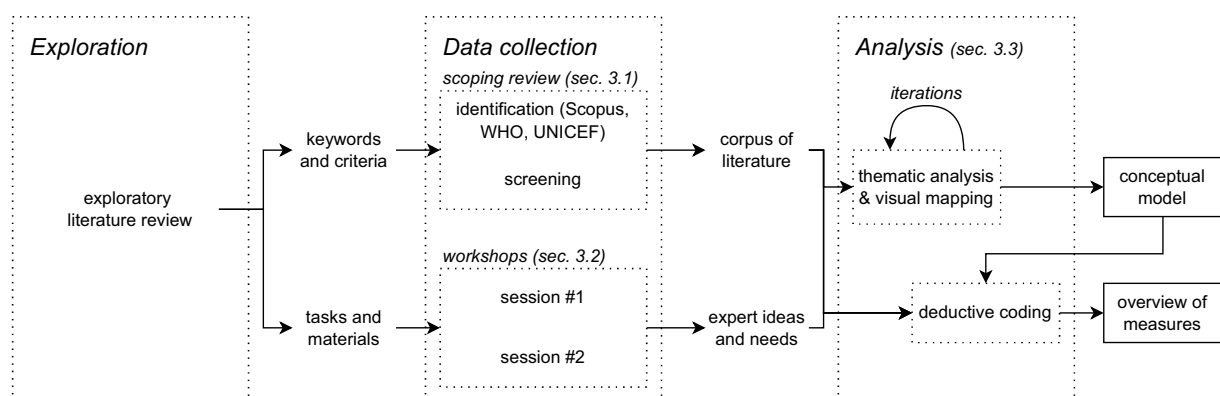 Exploration
exploratory
literature review
keywords
and criteria
tasks and
materials
Data collection
scoping review (sec. 3.1)
identification (Scopus,
WHO, UNICEF)
screening
workshops (sec. 3.2)
session #1
session #2
corpus of
literature
expert ideas
and needs
Analysis (sec. 3.3)
iterations
thematic analysis
& visual mapping
deductive coding
conceptual
model
overview of
measures